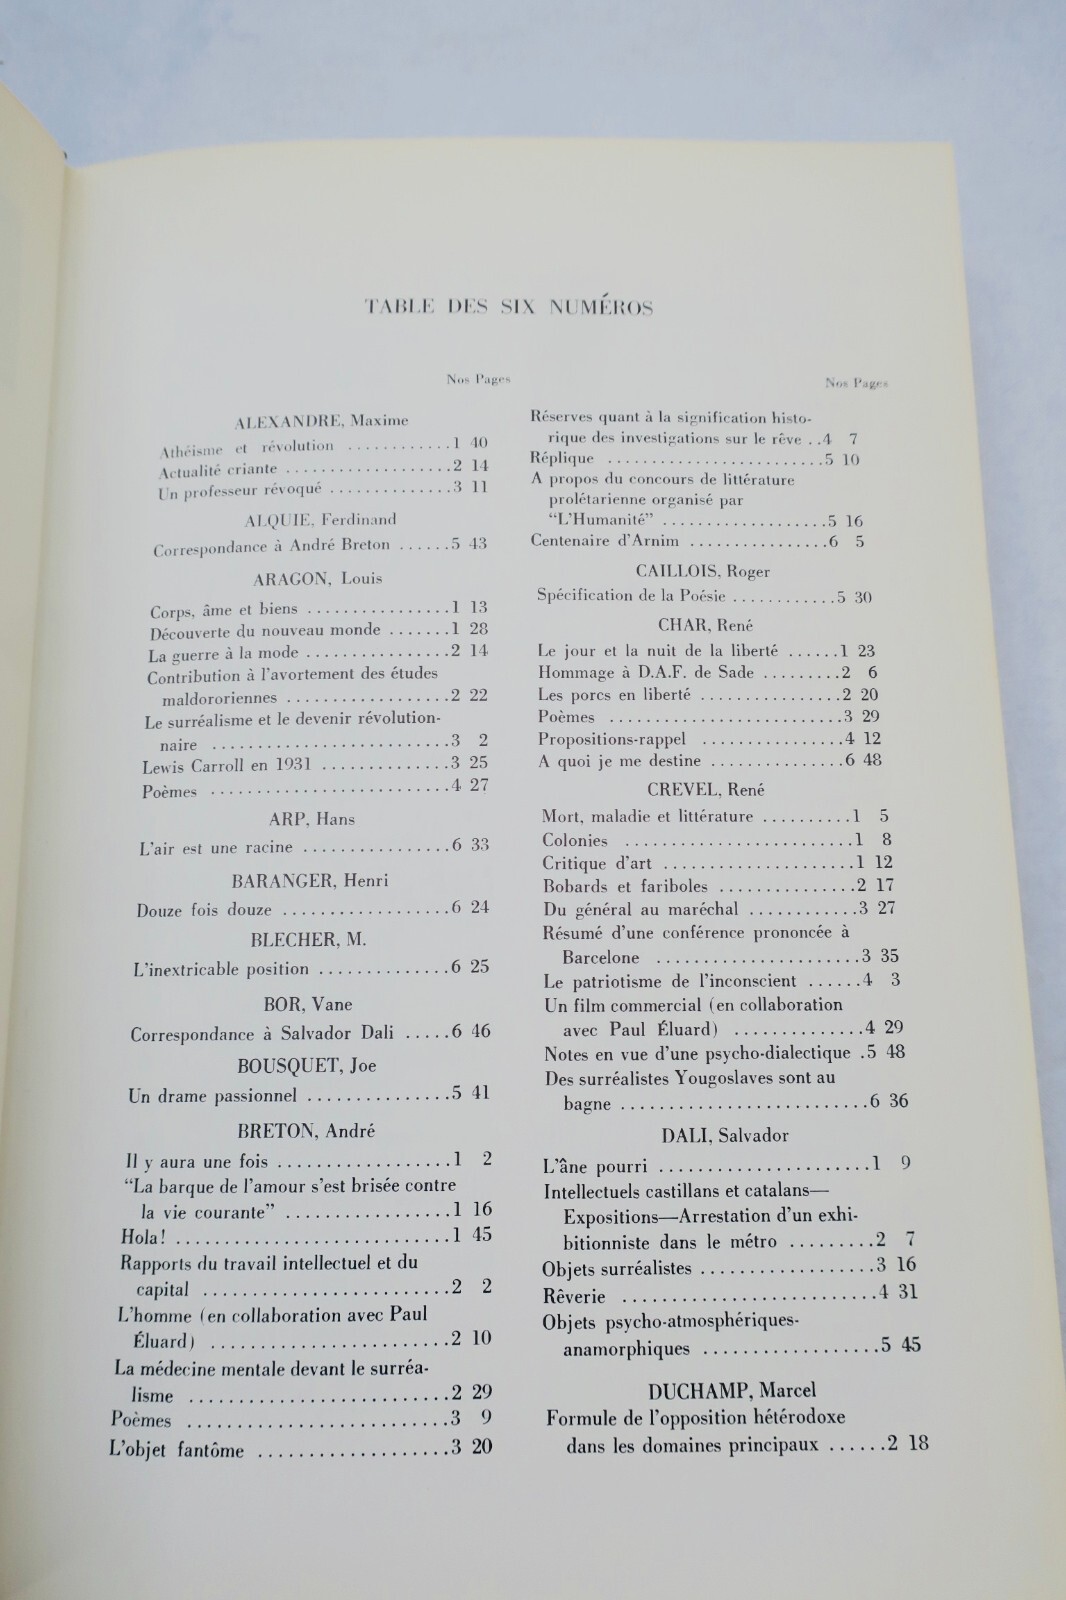 TABLE DES SIX NUMÉROS
Nos Pages
ALEXANDRE, Maxime
Athéisme et révolution ...........1 40
Actualité criante ..................2 14
Un professeur révoqué .............3 11
ALQUIE, Ferdinand
Correspondance à André Breton ......5 43
ARAGON, Louis
Corps, âme et biens ................1 13
Découverte du nouveau monde .......1 28
La guerre à la mode ................2 14
Contribution à l'avortement des études
maldororiennes ..................2 22
Le surréalisme et le devenir révolution-
naire .........................3 2
Lewis Carroll en 1931 ..............3 25
Poèmes .........................4 27
ARP, Hans
L'air est une racine ................6 33
BARANGER, Henri
Douze fois douze ..................6 24
BLECHER, M.
L'inextricable position ..............6 25
BOR, Vane
Correspondance à Salvador Dali .....6 46
BOUSQUET, Joe
Un drame passionnel ...............5 41
BRETON, André
Il y aura une fois ..................1 2
“La barque de l'amour s'est brisée contre
la vie courante” .................1 16
Hola! ............................1 45
Rapports du travail intellectuel et du
capital ..........................2 2
L'homme (en collaboration avec Paul
Éluard) .......................2 10
La médecine mentale devant le surréa-
lisme ..........................2 29
Poèmes ..........................3 9
L'objet fantôme ...................3 20
Nos Pages
Réserves quant à la signification histo-
rique des investigations sur le rêve ..4 7
Réplique .........................5 10
A propos du concours de littérature
prolétarienne organisé par
“L'Humanité” ...................5 16
Centenaire d'Arnim ................6 5
CAILLOIS, Roger
Spécification de la Poésie ............5 30
CHAR, René
Le jour et la nuit de la liberté ......1 23
Hommage à D.A.F. de Sade .........2 6
Les porcs en liberté ................2 20
Poèmes ..........................3 29
Propositions-rappel ................4 12
A quoi je me destine ...............6 48
CREVEL, René
Mort, maladie et littérature ..........1 5
Colonies .........................1 8
Critique d'art .....................1 12
Bobards et fariboles ...............2 17
Du général au maréchal ............3 27
Résumé d'une conférence prononcée à
Barcelone ......................3 35
Le patriotisme de l'inconscient ......4 3
Un film commercial (en collaboration
avec Paul Éluard) ..............4 29
Notes en vue d'une psycho-dialectique .5 48
Des surréalistes Yougoslaves sont au
bagne ..........................6 36
DALI, Salvador
L'âne pourri ......................1 9
Intellectuels castillans et catalans—
Expositions—Arrestation d'un exhi-
bitionniste dans le métro .........2 7
Objets surréalistes ..................3 16
Rêverie ..........................4 31
Objets psycho-atmosphériques-
anamorphiques ..................5 45
DUCHAMP, Marcel
Formule de l'opposition hétérodoxe
dans les domaines principaux ......2 18